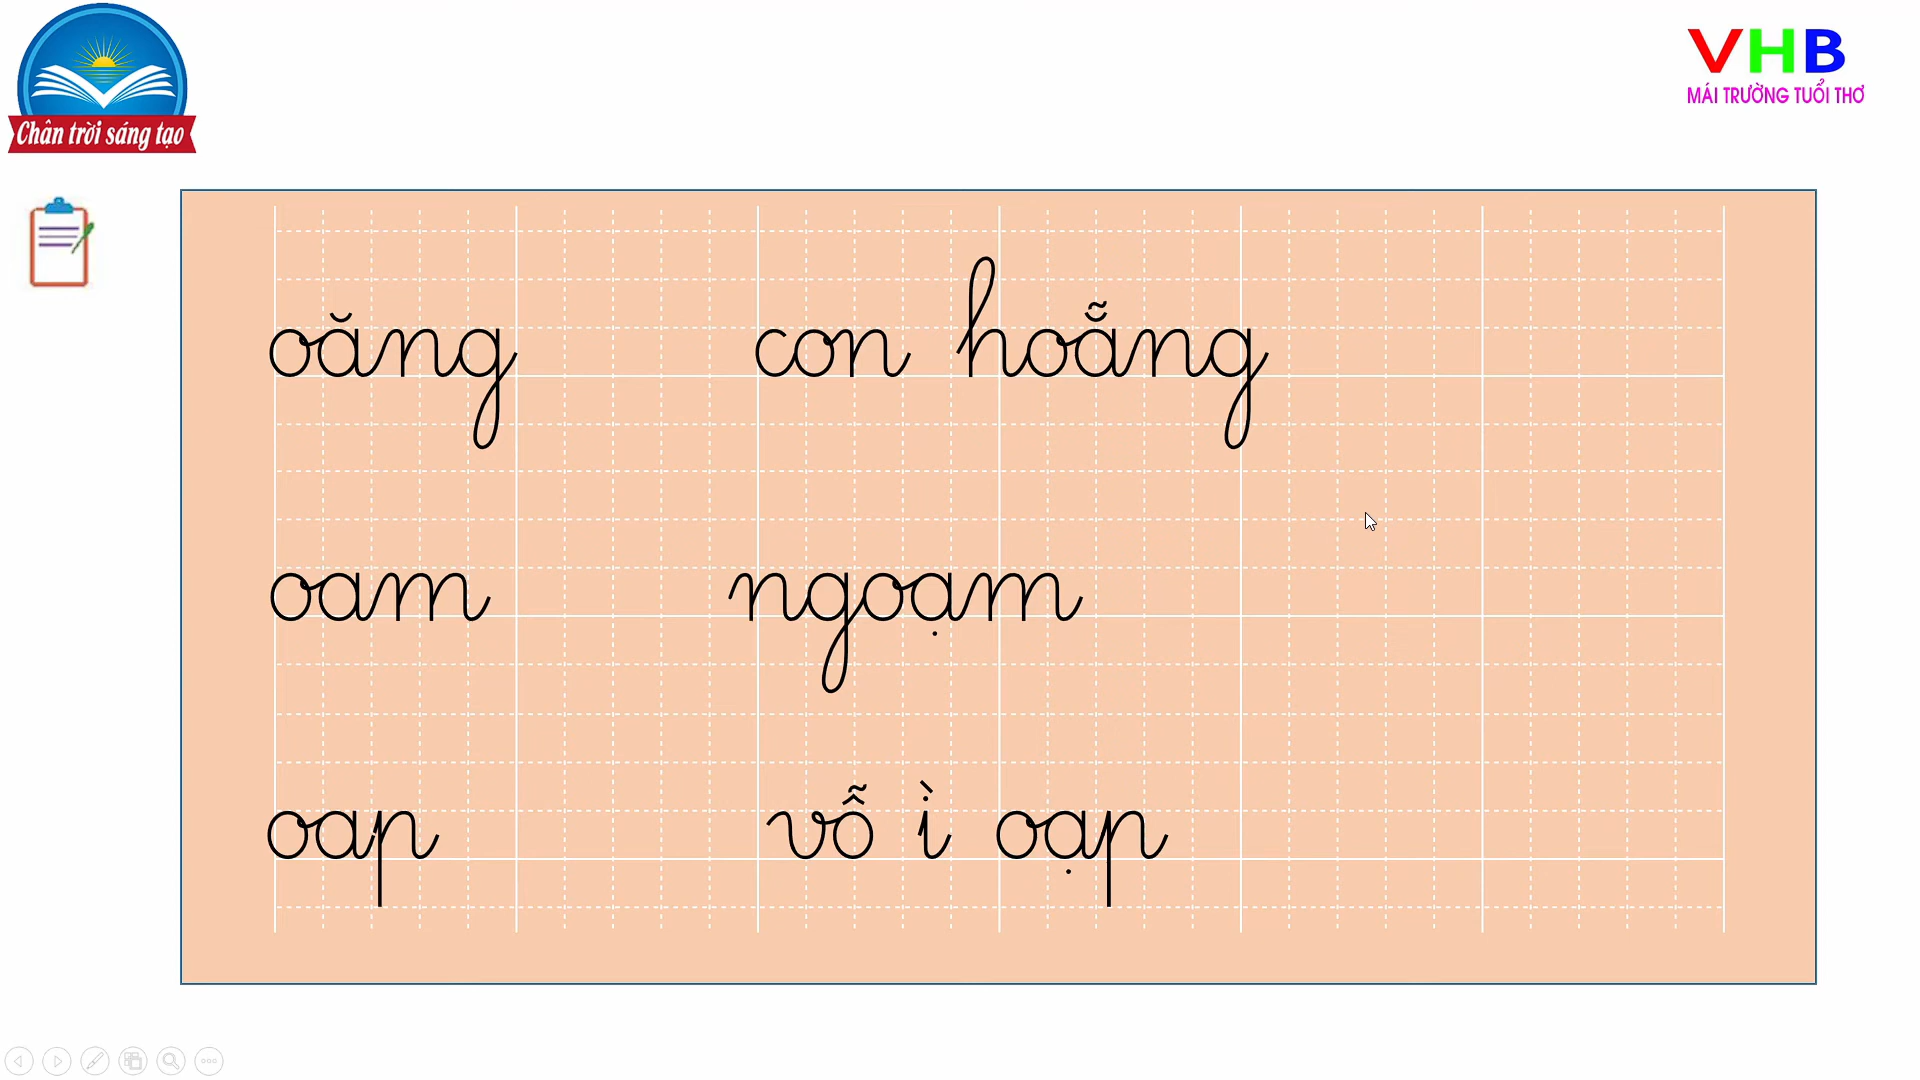 Chân trời sáng tạo
VHB
MÁI TRƯỜNG TUỔI THƠ
oăng con hoẵng
oam ngoạm
oap vỗ ì oạp